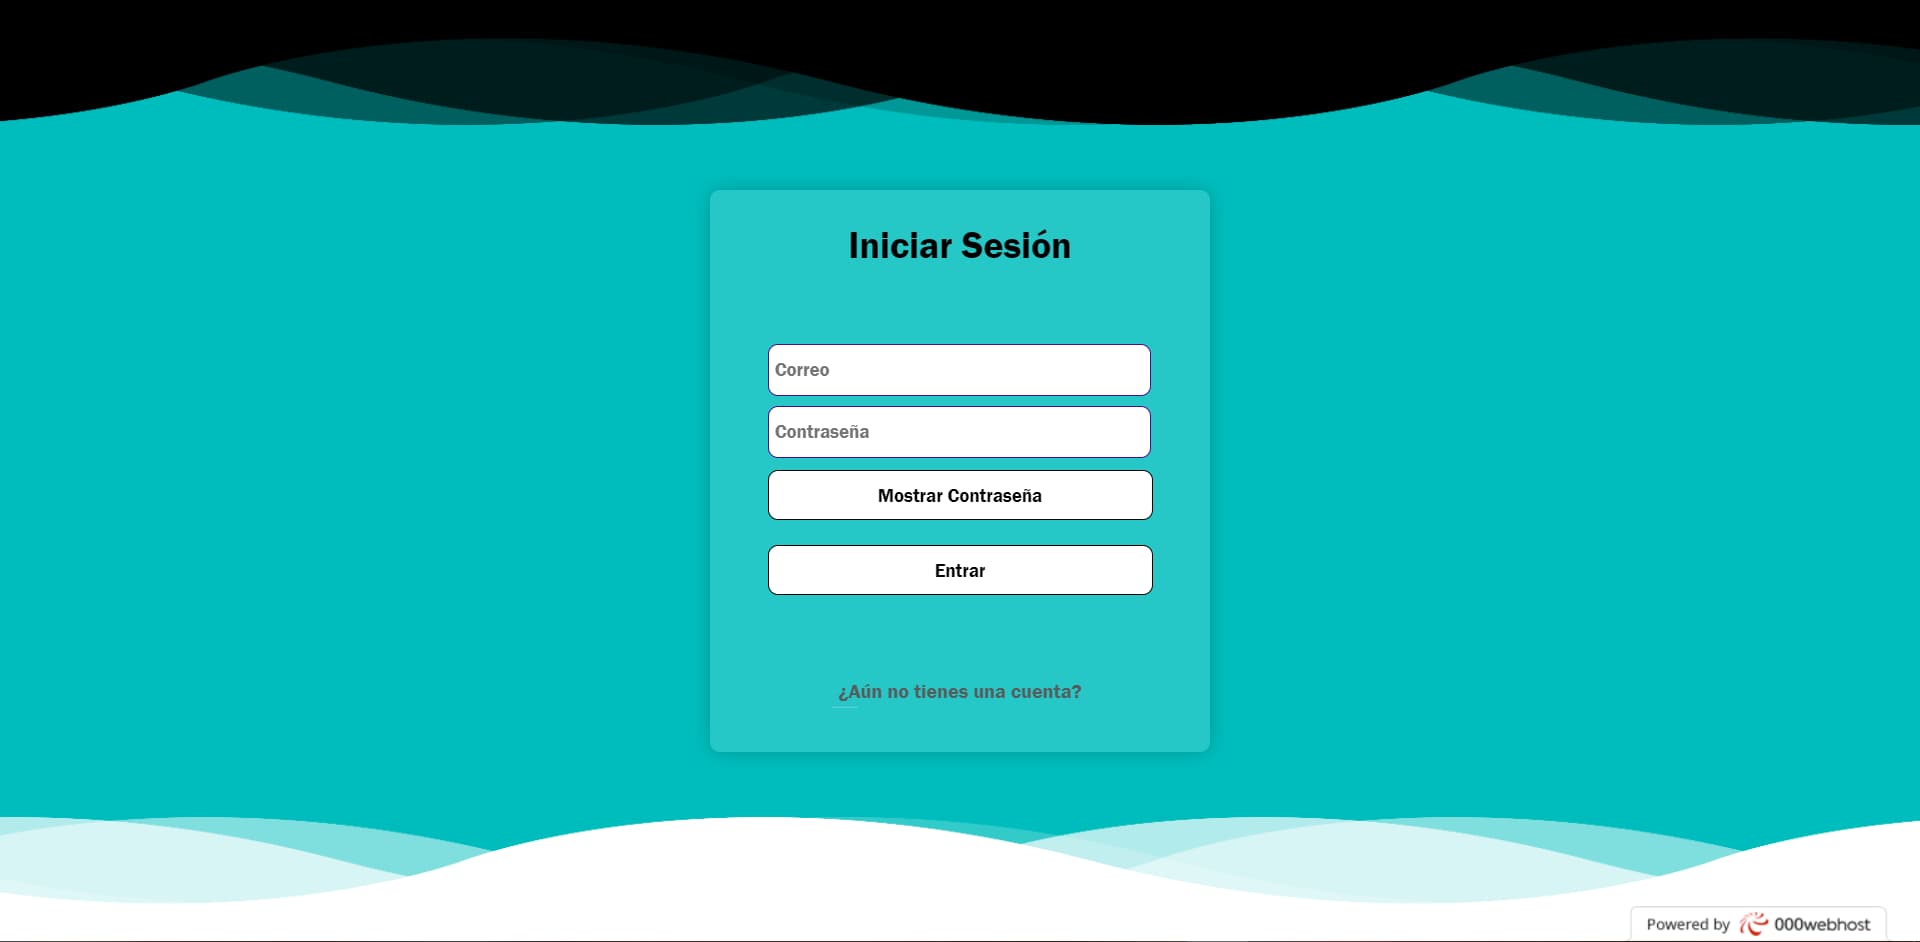 Iniciar Sesión
Correo
Contraseña
Mostrar Contraseña
Entrar
¿Aún no tienes una cuenta?
Powered by 000webhost